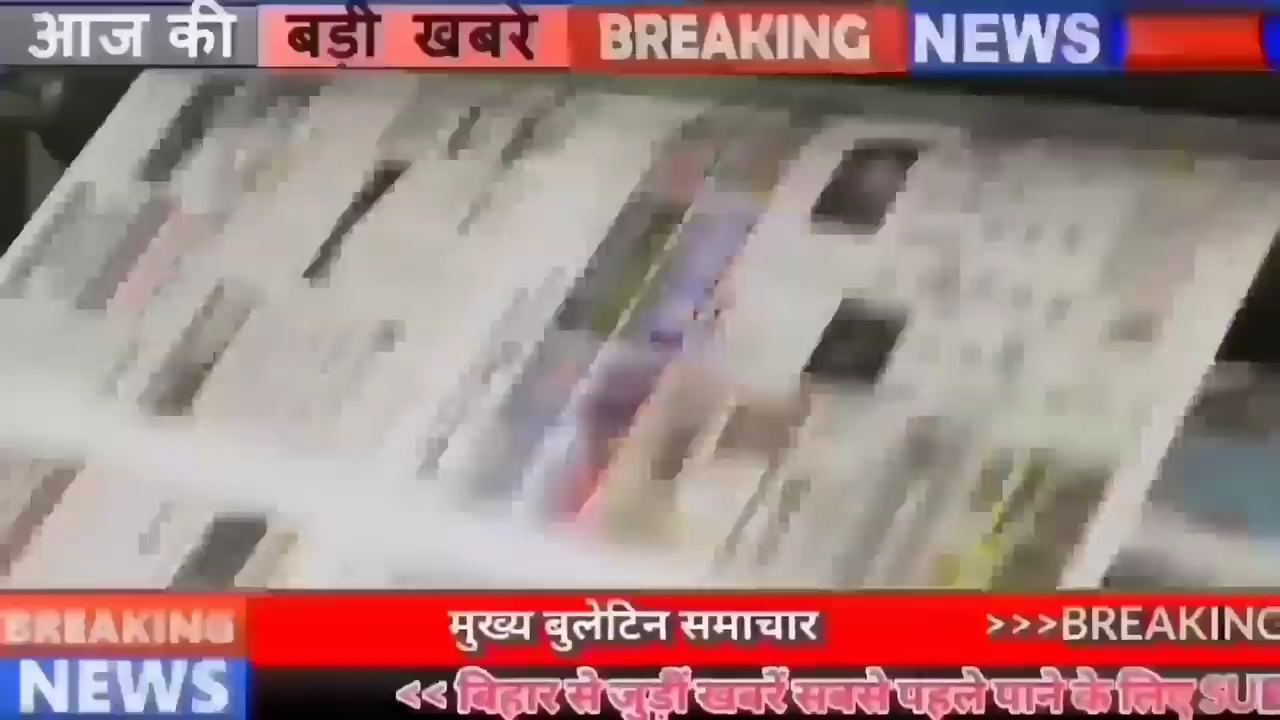 आज की बड़ी खबरे BREAKING NEWS
BREAKING NEWS
मुख्य बुलेटिन समाचार >>>BREAKING
<< बिहार से जुड़ीं खबरें सबसे पहले पाने के लिए